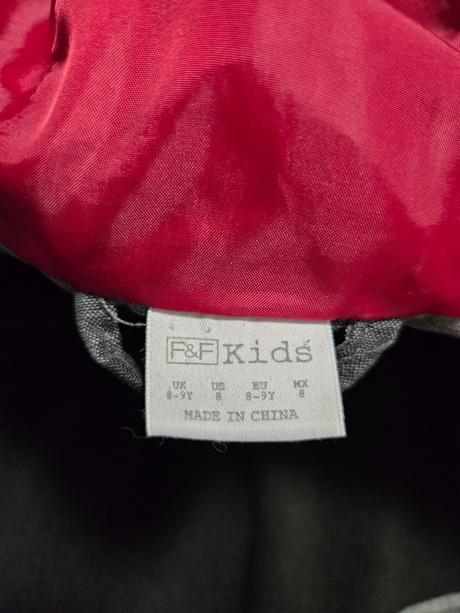 F&F Kids
UK US EU MX
8-9Y 8 8-9Y 8
MADE IN CHINA